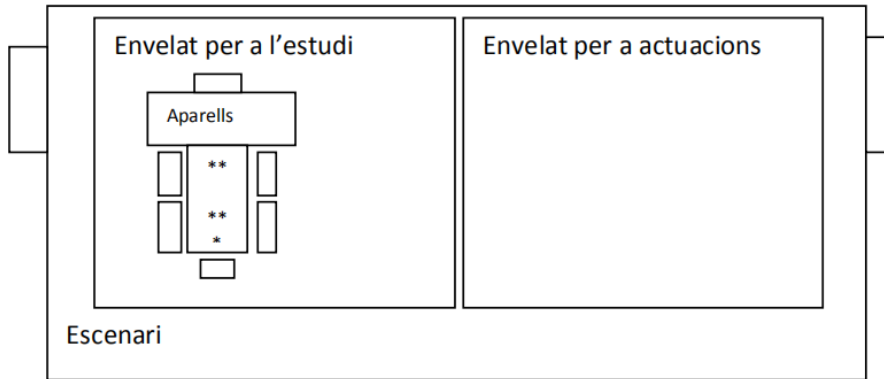 Envelat per a l’estudi
Envelat per a actuacions
Aparells
**
**
*
Escenari